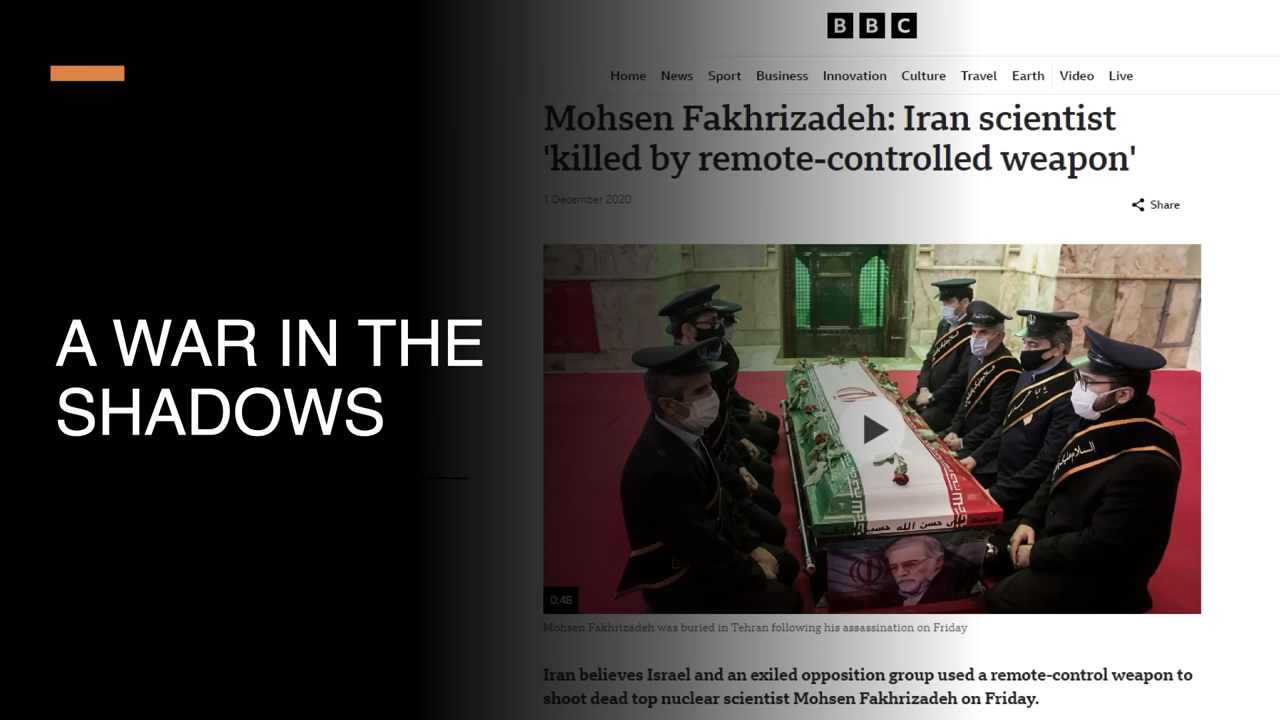 BBC
Home News Sport Business Innovation Culture Travel Earth Video Live
Mohsen Fakhrizadeh: Iran scientist
'killed by remote-controlled weapon'
1 December 2020
Share
A WAR IN THE
SHADOWS
0:48
Mohsen Fakhrizadeh was buried in Tehran following his assassination on Friday
Iran believes Israel and an exiled opposition group used a remote-control weapon to
shoot dead top nuclear scientist Mohsen Fakhrizadeh on Friday.